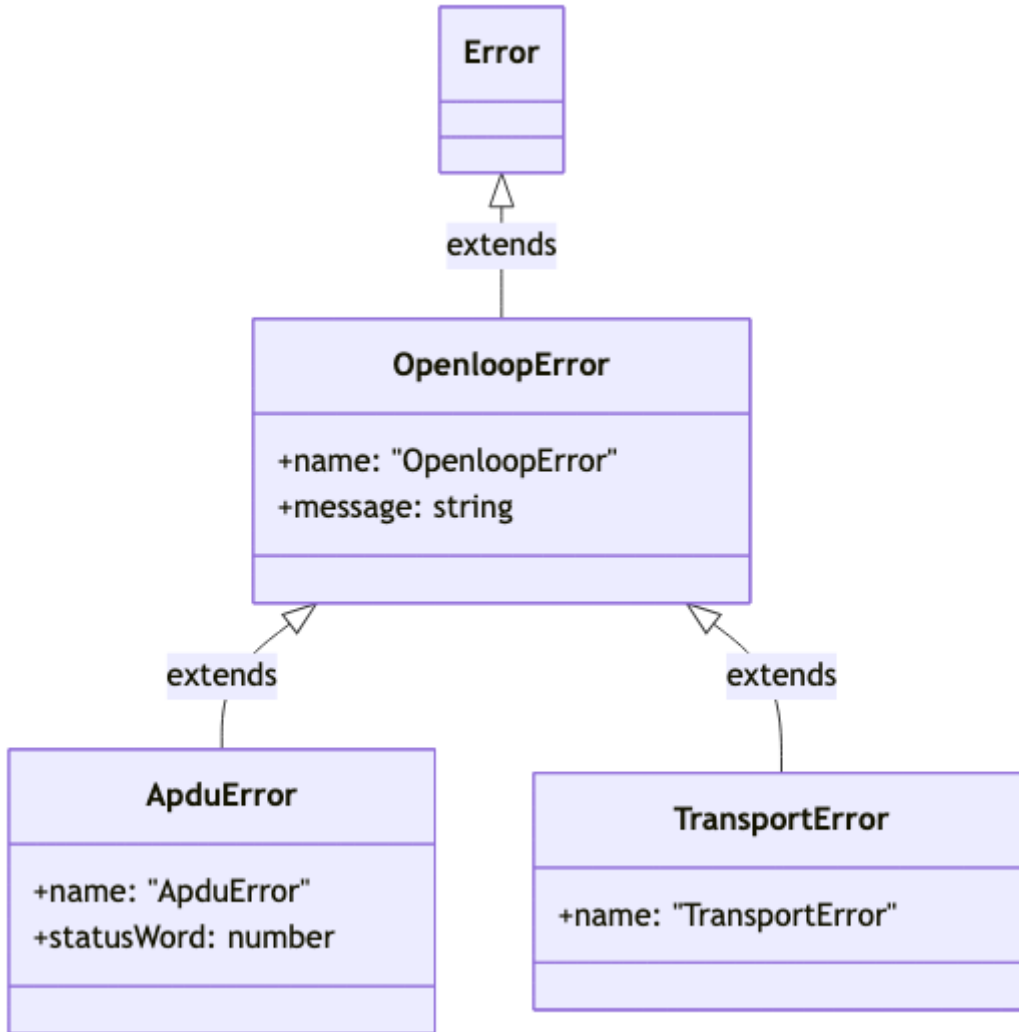 Error
extends
OpenloopError
+name: "OpenloopError"
+message: string
extends
extends
ApduError
+name: "ApduError"
+statusWord: number
TransportError
+name: "TransportError"